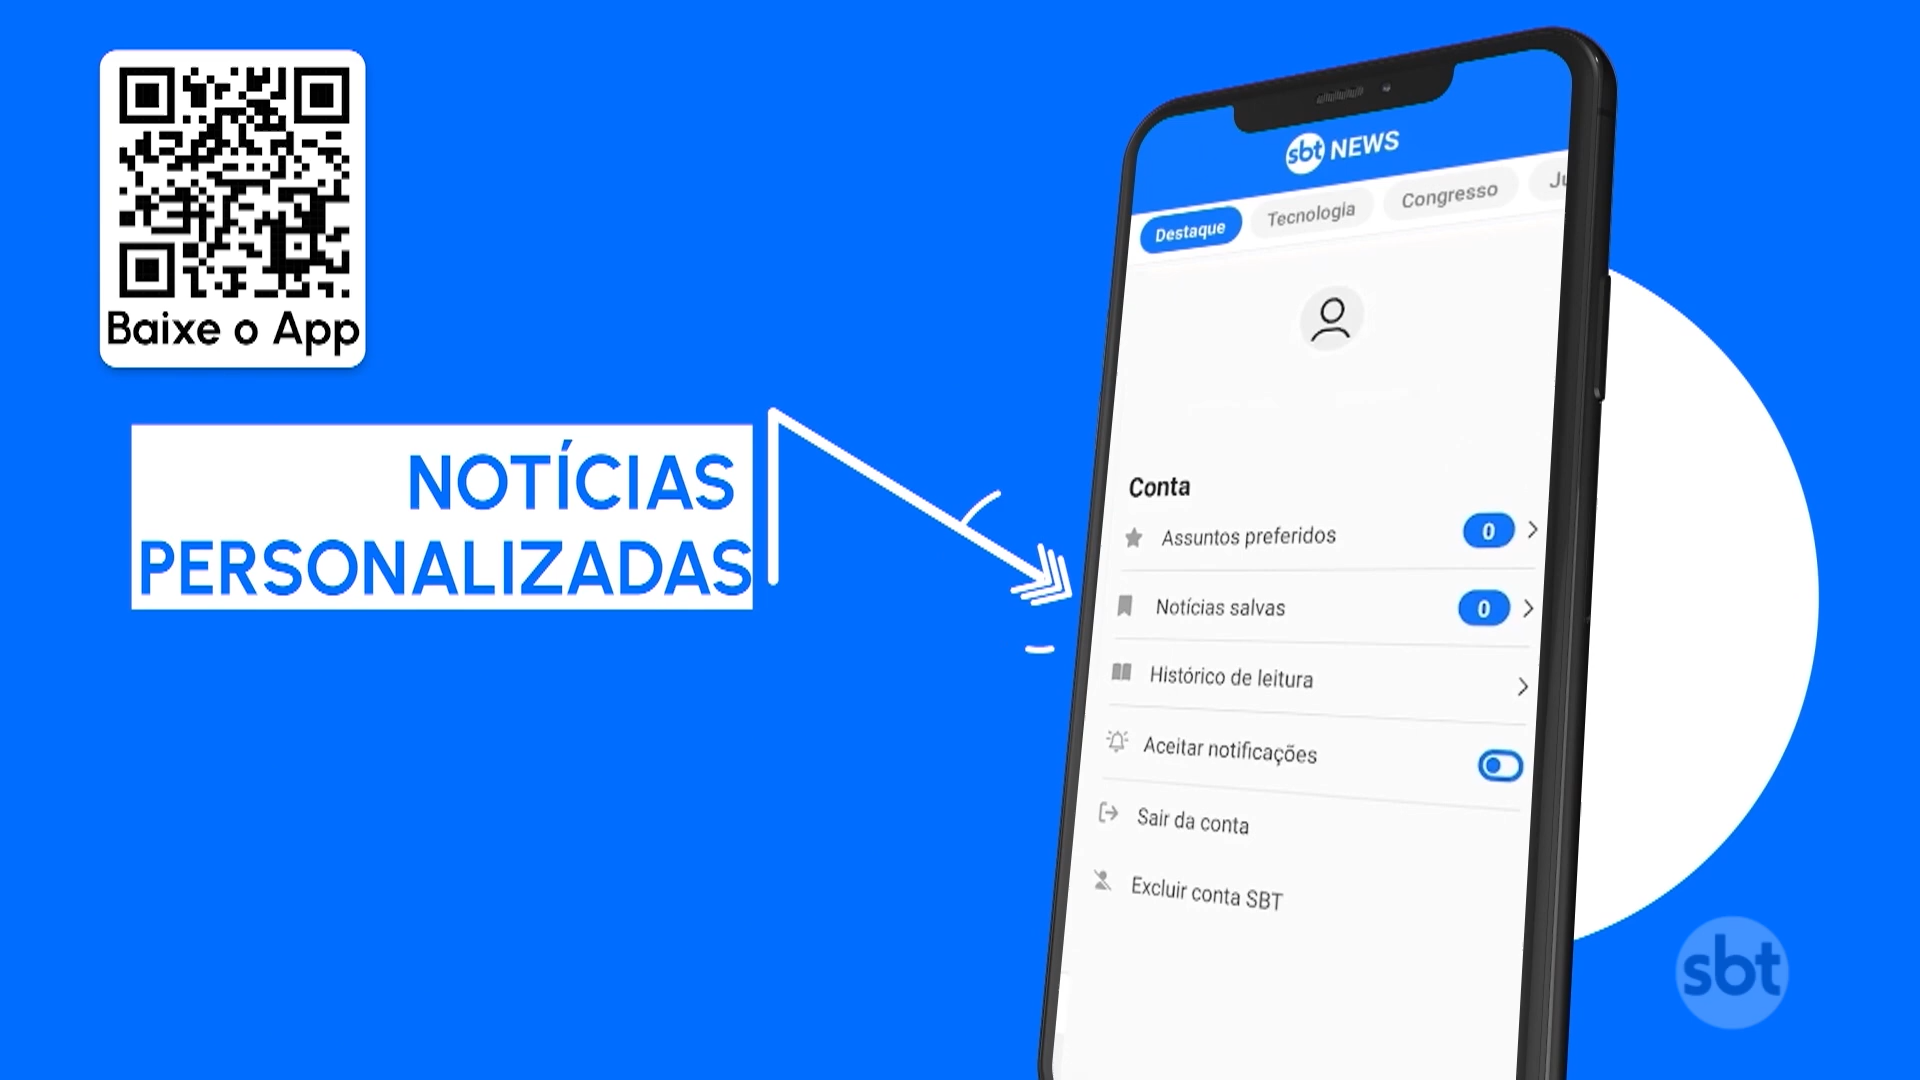 Baixe o App
NOTÍCIAS
PERSONALIZADAS
sbt NEWS
Destaque
Tecnologia
Congresso
Conta
Assuntos preferidos
0
Notícias salvas
0
Histórico de leitura
Aceitar notificações
Sair da conta
Excluir conta SBT
sbt